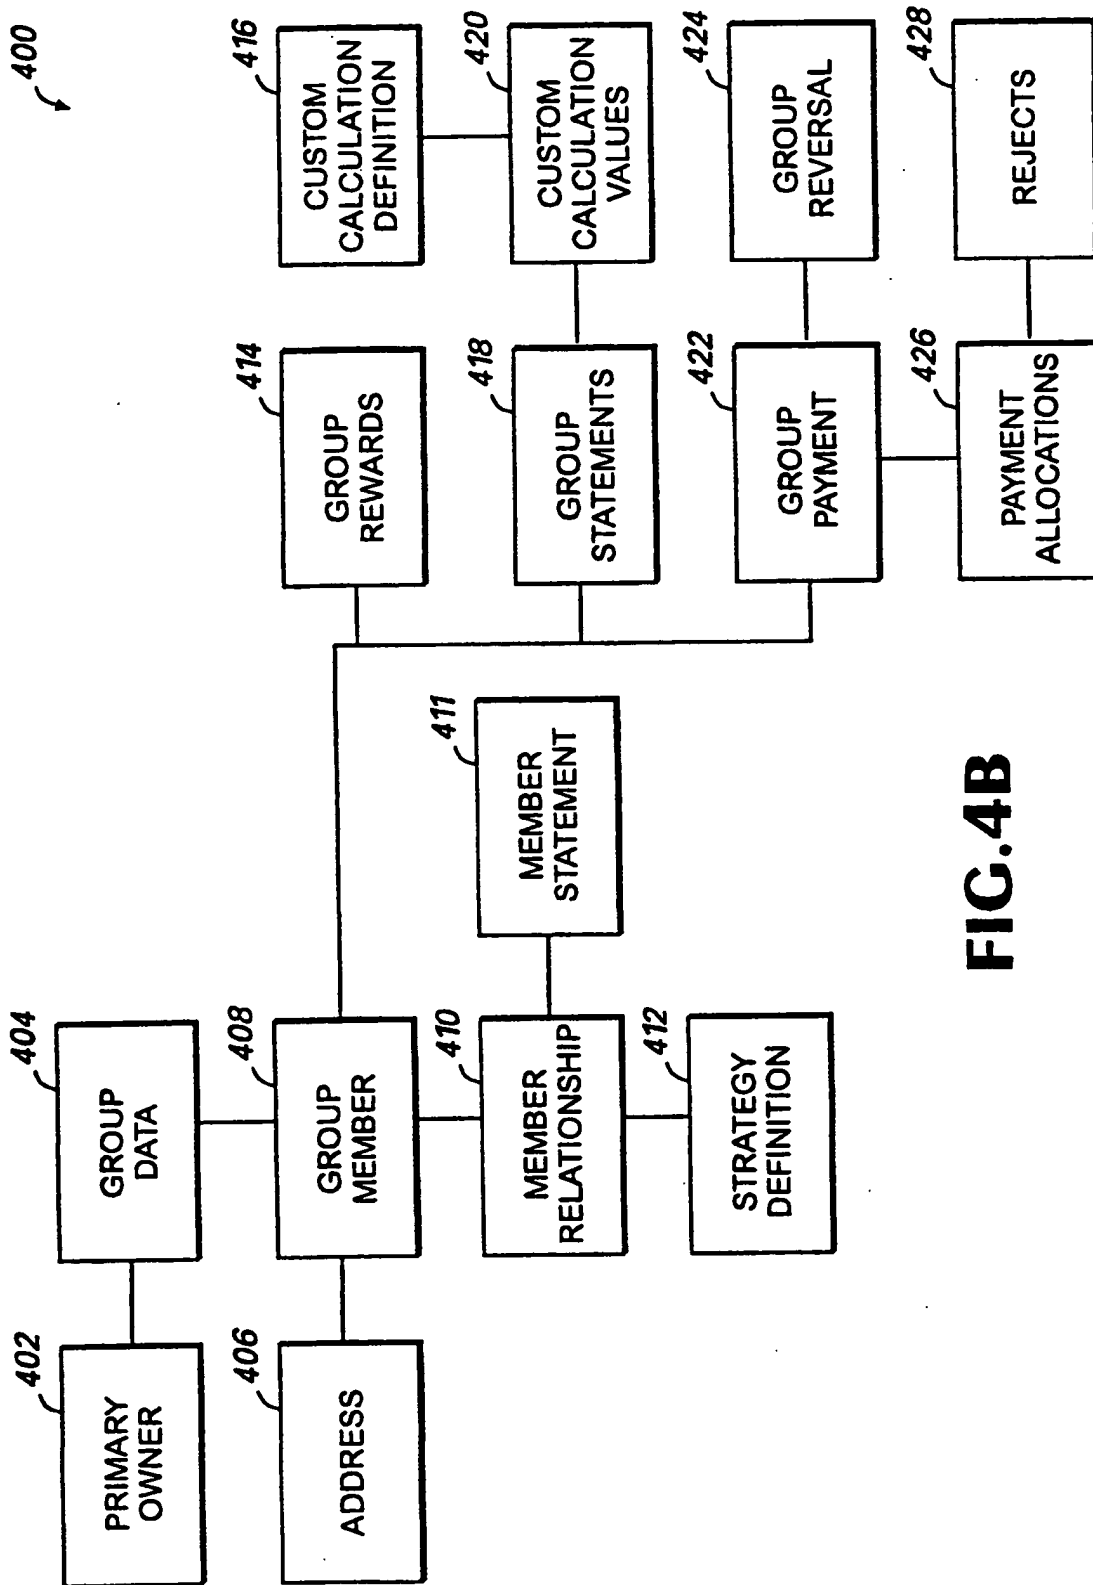 400
402
PRIMARY
OWNER
404
GROUP
DATA
406
ADDRESS
408
GROUP
MEMBER
410
MEMBER
RELATIONSHIP
411
MEMBER
STATEMENT
412
STRATEGY
DEFINITION
414
GROUP
REWARDS
416
CUSTOM
CALCULATION
DEFINITION
418
GROUP
STATEMENTS
420
CUSTOM
CALCULATION
VALUES
422
GROUP
PAYMENT
424
GROUP
REVERSAL
426
PAYMENT
ALLOCATIONS
428
REJECTS
FIG.4B